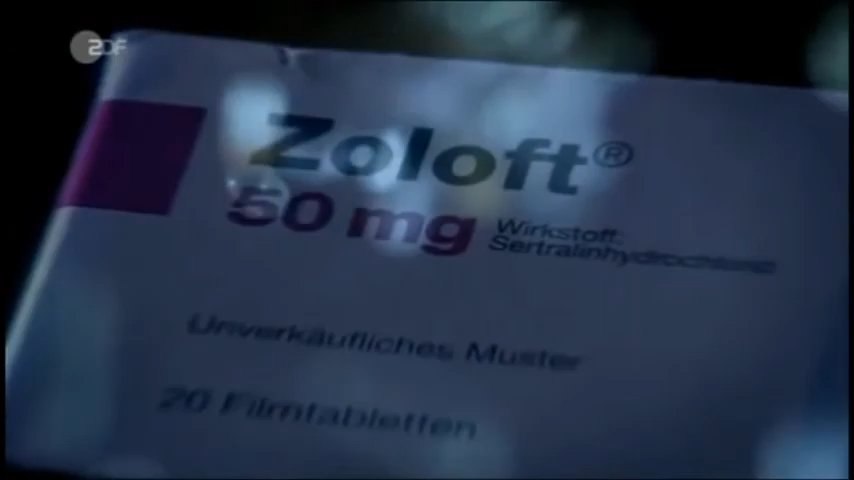 ZDF
Zoloft®
50 mg
Wirkstoff:
Sertralinhydrochlorid
Unverkäufliches Muster
20 Filmtabletten